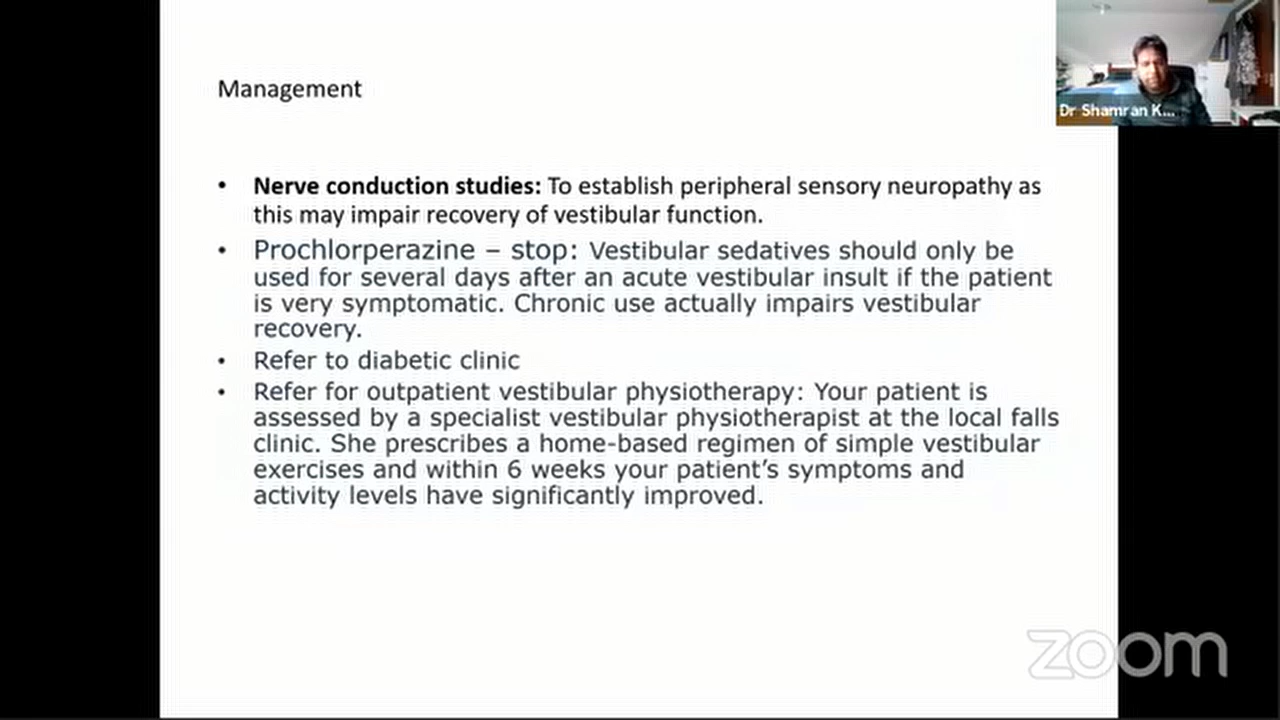 Management
Dr Shamran K...
• Nerve conduction studies: To establish peripheral sensory neuropathy as
this may impair recovery of vestibular function.
• Prochlorperazine – stop: Vestibular sedatives should only be
used for several days after an acute vestibular insult if the patient
is very symptomatic. Chronic use actually impairs vestibular
recovery.
• Refer to diabetic clinic
• Refer for outpatient vestibular physiotherapy: Your patient is
assessed by a specialist vestibular physiotherapist at the local falls
clinic. She prescribes a home-based regimen of simple vestibular
exercises and within 6 weeks your patient’s symptoms and
activity levels have significantly improved.
zoom